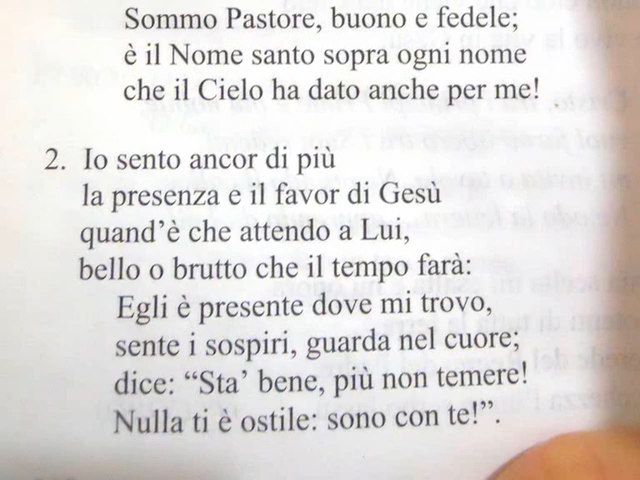 Sommo Pastore, buono e fedele;
è il Nome santo sopra ogni nome
che il Cielo ha dato anche per me!
2. Io sento ancor di più
la presenza e il favor di Gesù
quand'è che attendo a Lui,
bello o brutto che il tempo farà:
Egli è presente dove mi trovo,
sente i sospiri, guarda nel cuore;
dice: “Sta’ bene, più non temere!
Nulla ti è ostile: sono con te!”.